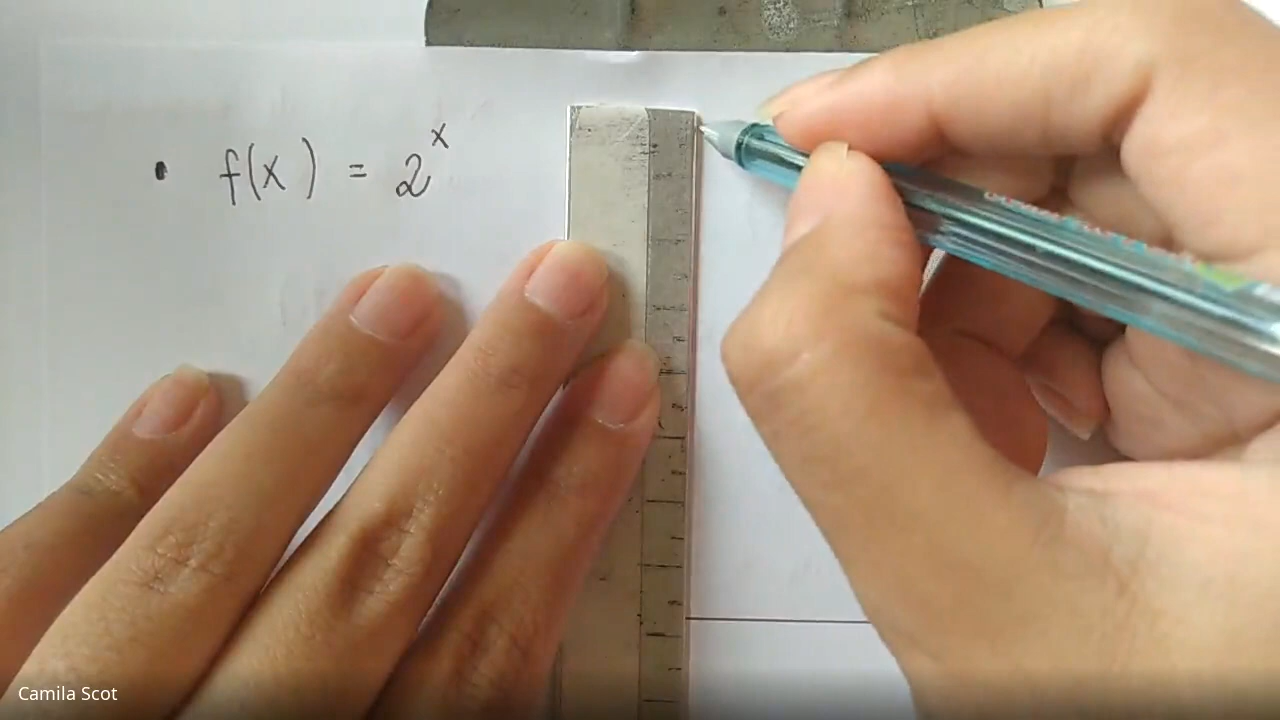 • f(x) = 2^x
Camila Scot